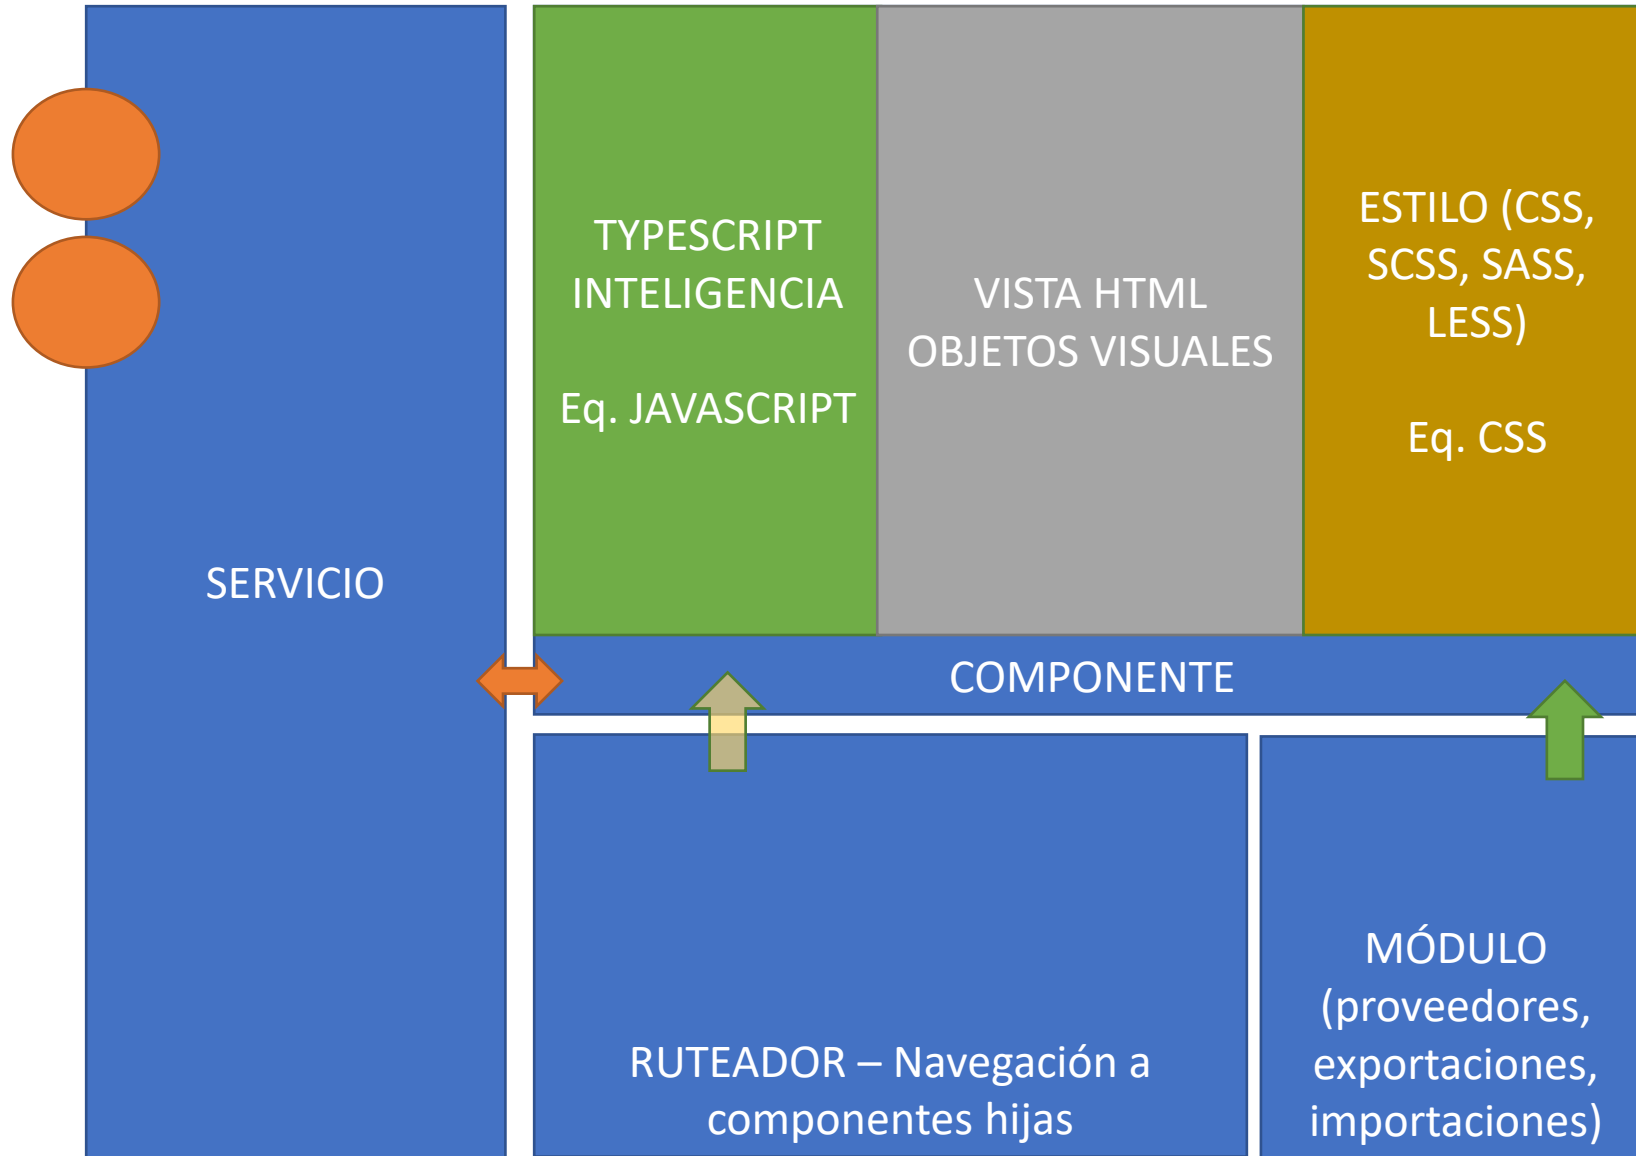 SERVICIO
TYPESCRIPT
INTELIGENCIA
Eq. JAVASCRIPT
VISTA HTML
OBJETOS VISUALES
ESTILO (CSS,
SCSS, SASS,
LESS)
Eq. CSS
COMPONENTE
RUTEADOR – Navegación a
componentes hijas
MÓDULO
(proveedores,
exportaciones,
importaciones)